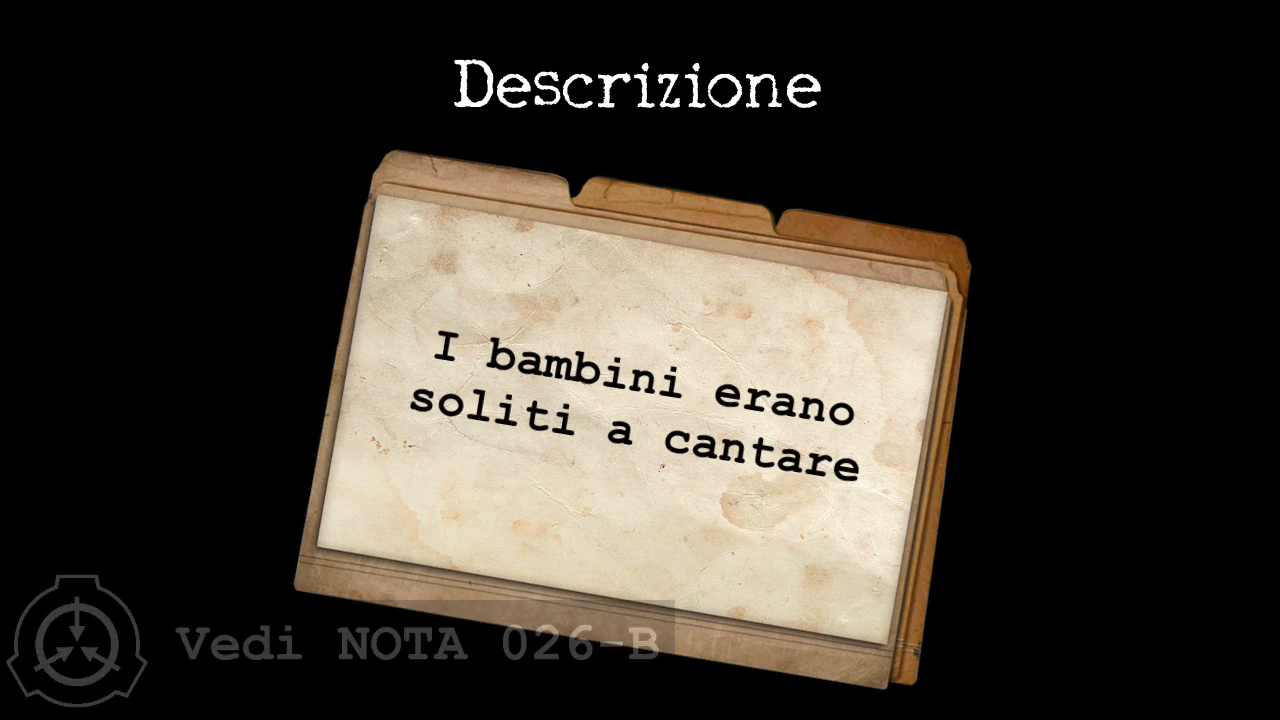 Descrizione
I bambini erano
soliti a cantare
Vedi NOTA 026-B